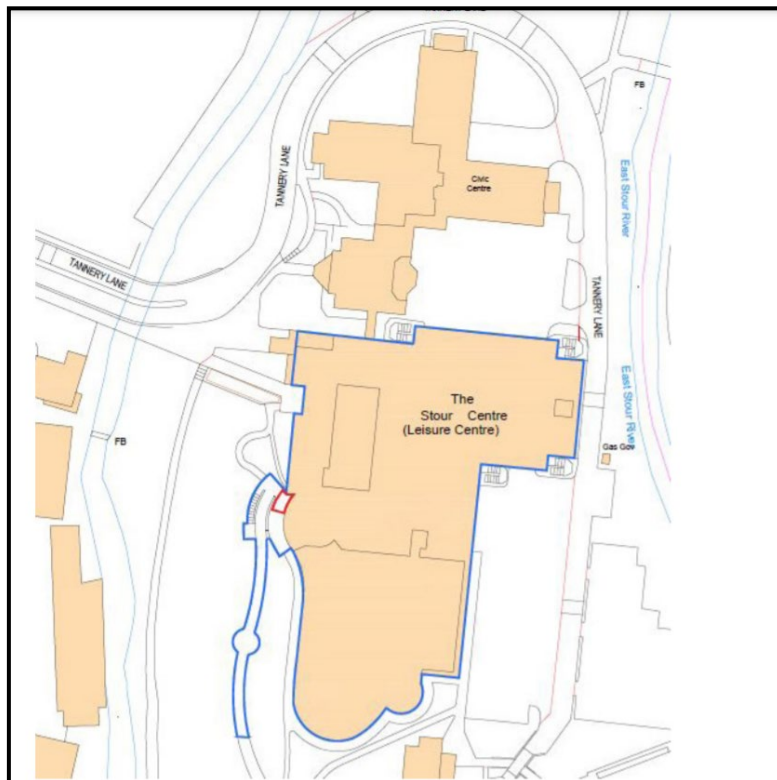 FB
TANNERY LANE
Civic
Centre
East Stour River
TANNERY LANE
TANNERY LANE
The
Stour Centre
(Leisure Centre)
East Stour River
FB
Gas Gov